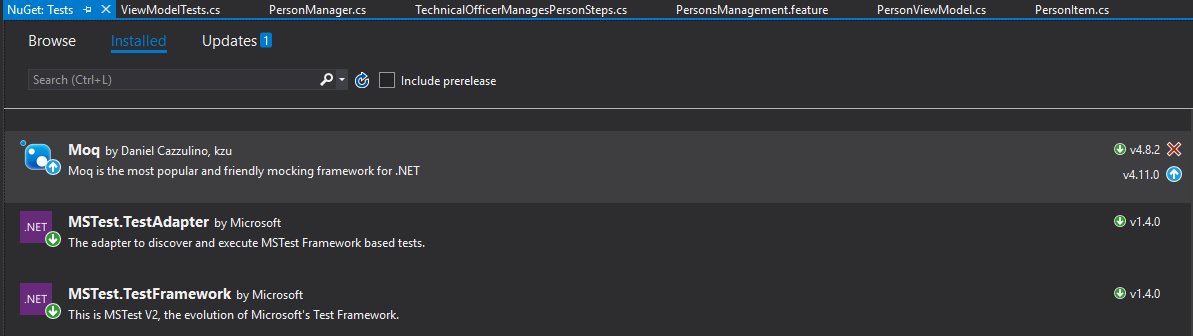 NuGet: Tests ViewModelTests.cs PersonManager.cs TechnicalOfficerManagesPersonSteps.cs PersonsManagement.feature PersonViewModel.cs PersonItem.cs
Browse Installed Updates 1
Search (Ctrl+L) Include prerelease
Moq by Daniel Cazzulino, kzu v4.8.2
Moq is the most popular and friendly mocking framework for .NET v4.11.0
.NET MSTest.TestAdapter by Microsoft v1.4.0
The adapter to discover and execute MSTest Framework based tests.
.NET MSTest.TestFramework by Microsoft v1.4.0
This is MSTest V2, the evolution of Microsoft's Test Framework.